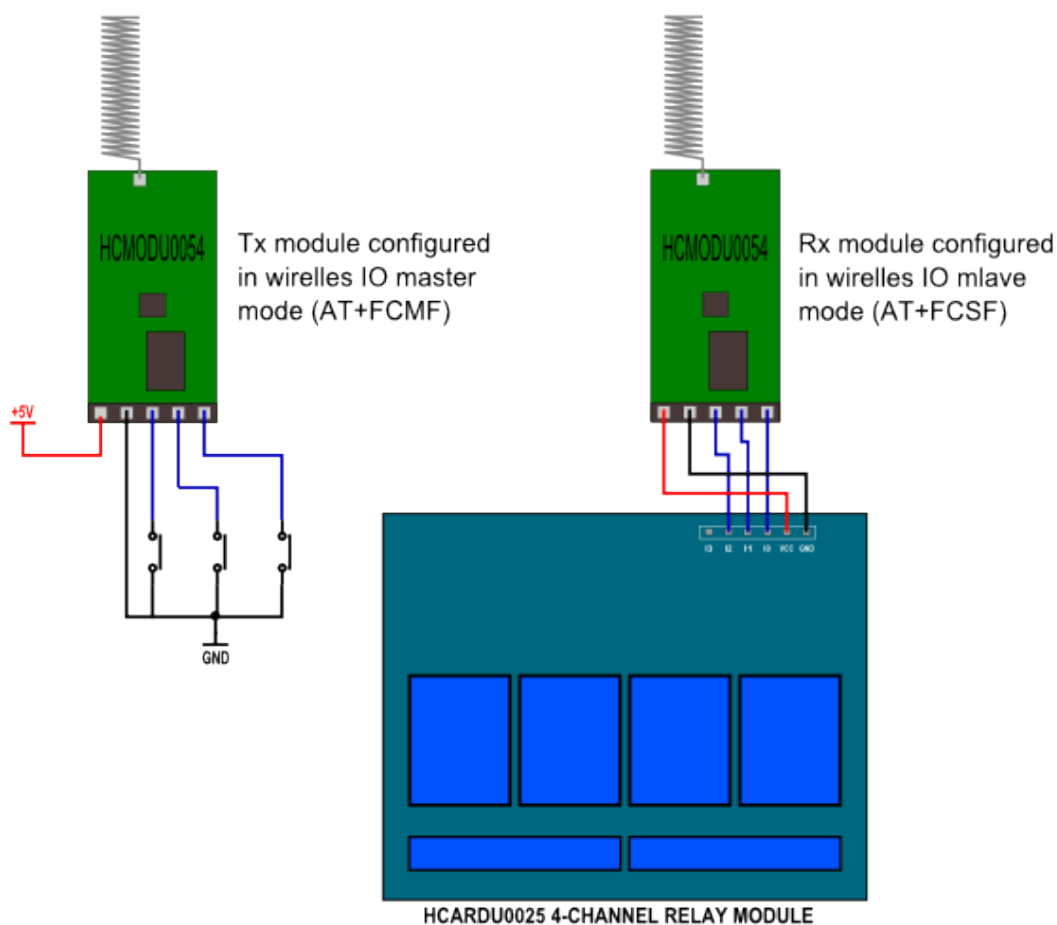 HCMODU0054
Tx module configured
in wirelles IO master
mode (AT+FCMF)
HCMODU0054
Rx module configured
in wirelles IO mlave
mode (AT+FCSF)
+5V
GND
I3 I2 I1 I0 VCC GND
HCARDU0025 4-CHANNEL RELAY MODULE